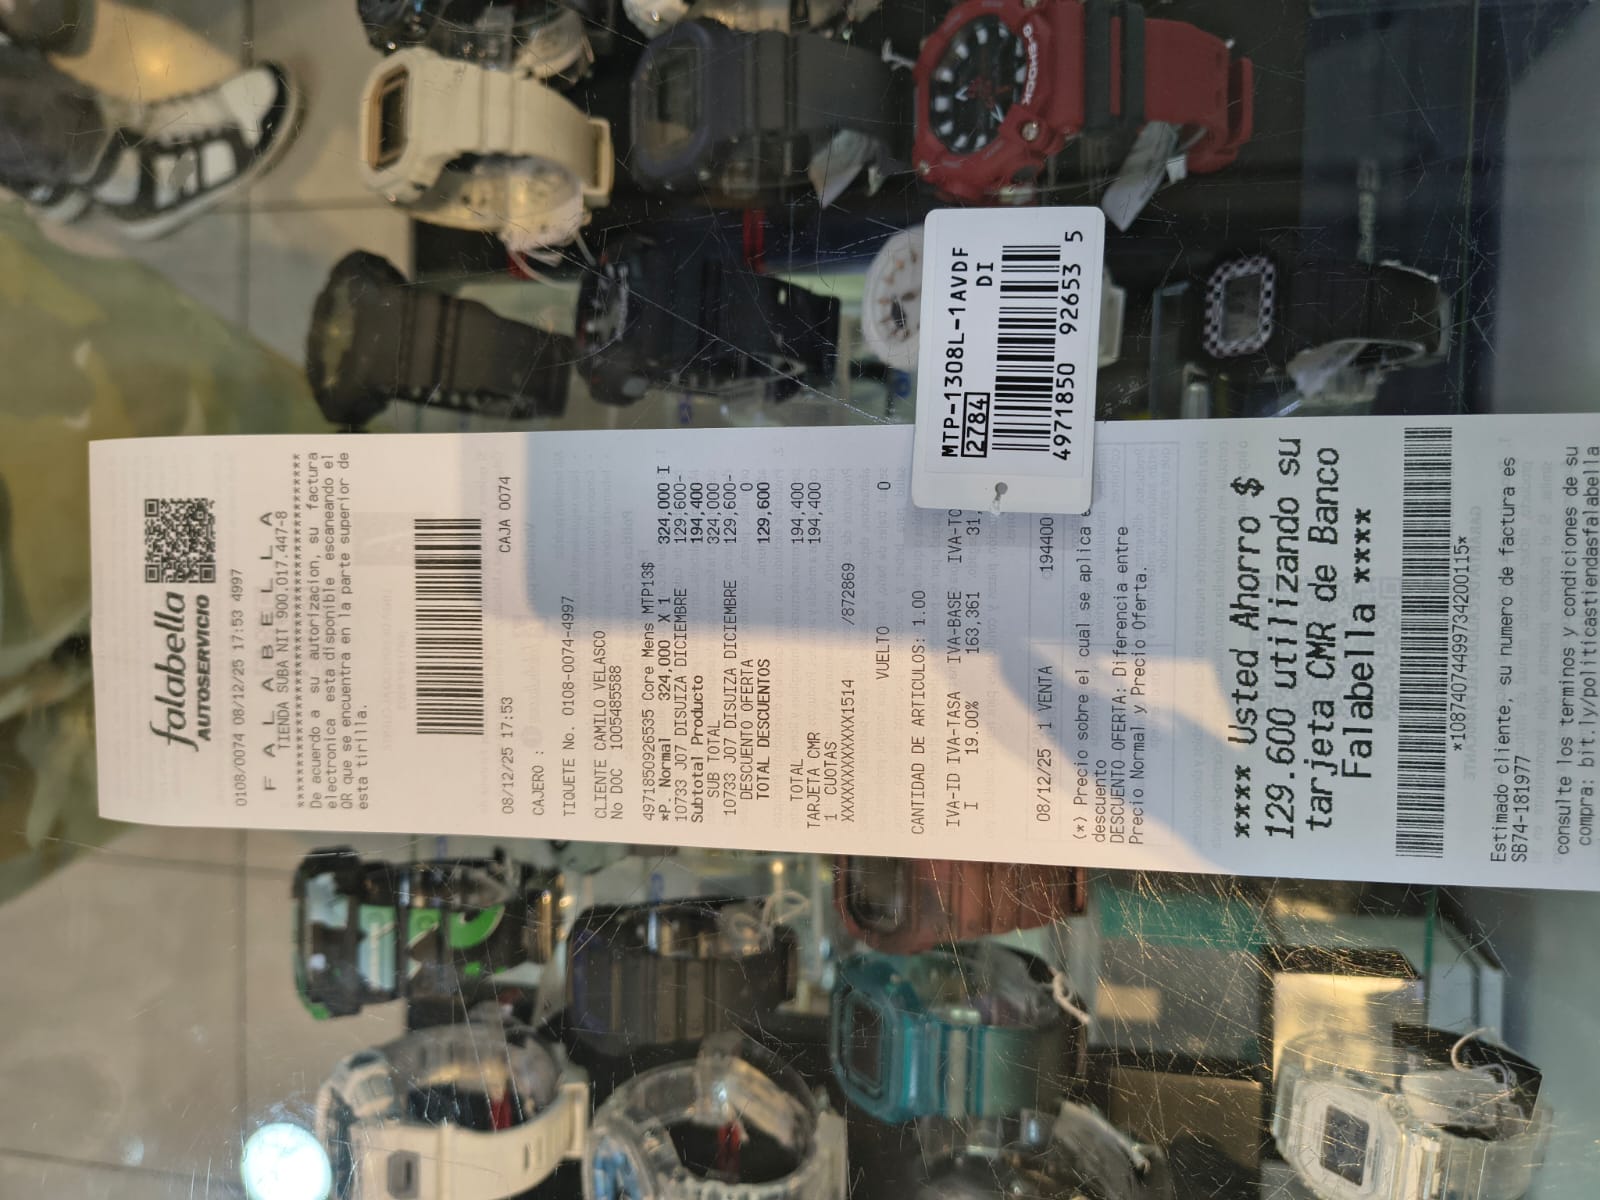 falabella
AUTOSERVICIO
0108/0074 08/12/25 17:53 4997
F A L A B E L L A
TIENDA SUBA NIT 900.017.447-8
****************************************
De acuerdo a su autorizacion, su factura
electronica esta disponible escaneando el
QR que se encuentra en la parte superior de
esta tirilla.
08/12/25 17:53 CAJA 0074
CAJERO :
TIQUETE No. 0108-0074-4997
CLIENTE CAMILO VELASCO
No DOC 1005485588
4971850926535 Core Mens MTP13$
*P. Normal 324,000 X 1 324,000 I
10733 JO7 DISUIZA DICIEMBRE 129,600-
Subtotal Producto 194,400
SUB TOTAL 324,000
10733 JO7 DISUIZA DICIEMBRE 129,600-
DESCUENTO OFERTA 0
TOTAL DESCUENTOS 129,600
TOTAL 194,400
TARJETA CMR 194,400
1 CUOTAS
XXXXXXXXXXXX1514 /872869
VUELTO 0
CANTIDAD DE ARTICULOS: 1.00
IVA-ID IVA-TASA IVA-BASE IVA-TO
I 19.00% 163,361 31,
08/12/25 1 VENTA 194400
(*) Precio sobre el cual se aplica
descuento
DESCUENTO OFERTA: Diferencia entre
Precio Normal y Precio Oferta.
**** Usted Ahorro $
129.600 utilizando su
tarjeta CMR de Banco
Falabella ****
*10874074499734200115*
Estimado cliente, su numero de factura es
SB74-181977
consulte los terminos y condiciones de su
compra: bit.ly/politicastiendasfalabella
MTP-1308L-1AVDF
2784 DI
4971850 92653 5
G-SHOCK